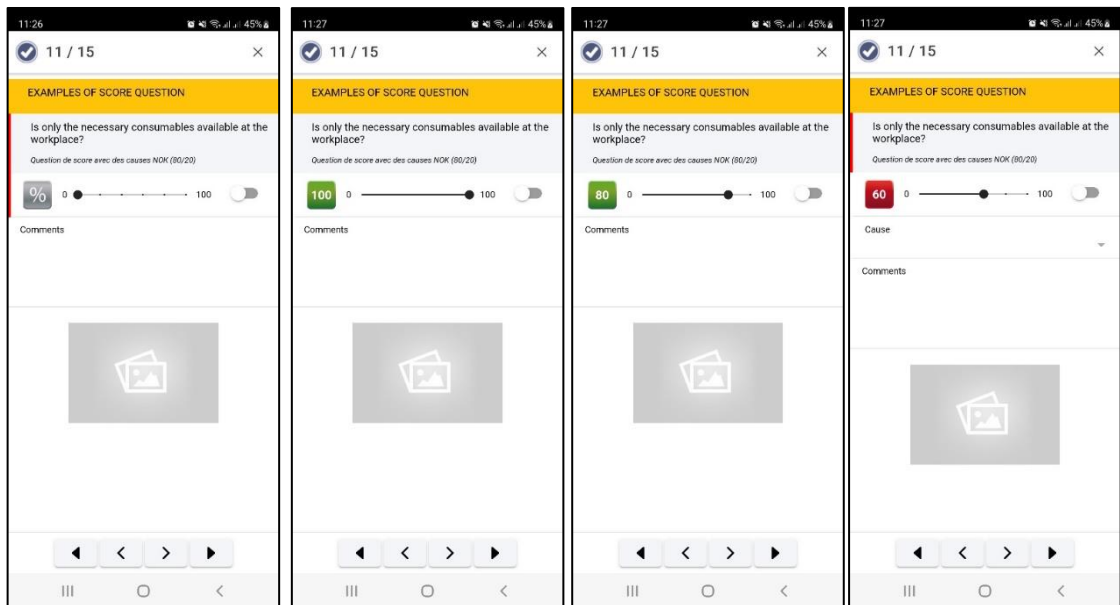 11:26 45%
11 / 15
EXAMPLES OF SCORE QUESTION
Is only the necessary consumables available at the
workplace?
Question de score avec des causes NOK (80/20)
% 0 100
Comments
11:27 45%
11 / 15
EXAMPLES OF SCORE QUESTION
Is only the necessary consumables available at the
workplace?
Question de score avec des causes NOK (80/20)
100 0 100
Comments
11:27 45%
11 / 15
EXAMPLES OF SCORE QUESTION
Is only the necessary consumables available at the
workplace?
Question de score avec des causes NOK (80/20)
80 0 100
Comments
11:27 45%
11 / 15
EXAMPLES OF SCORE QUESTION
Is only the necessary consumables available at the
workplace?
Question de score avec des causes NOK (80/20)
60 0 100
Cause
Comments